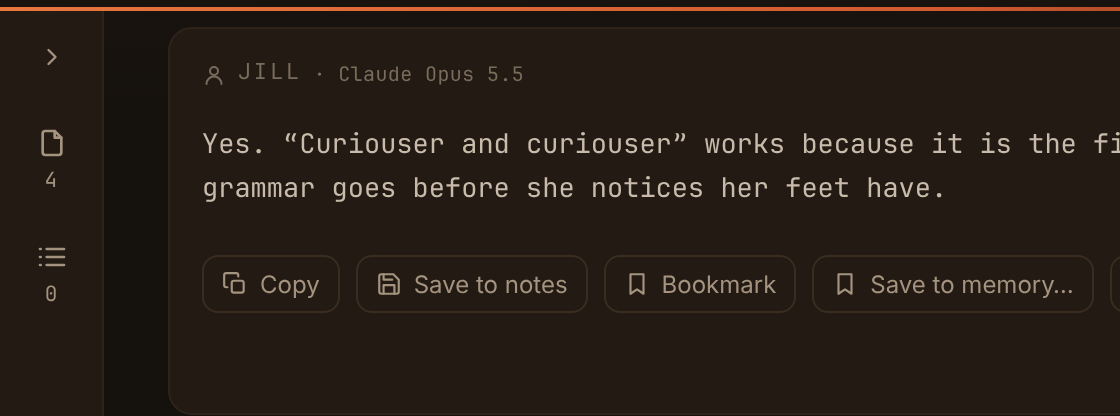 JILL · Claude Opus 5.5
Yes. “Curiouser and curiouser” works because it is the
grammar goes before she notices her feet have.
4
0
Copy
Save to notes
Bookmark
Save to memory...